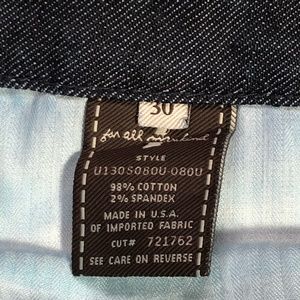 30
for all mankind
STYLE
U130S080U-080U
98% COTTON
2% SPANDEX
MADE IN U.S.A.
OF IMPORTED FABRIC
CUT# 721762
SEE CARE ON REVERSE